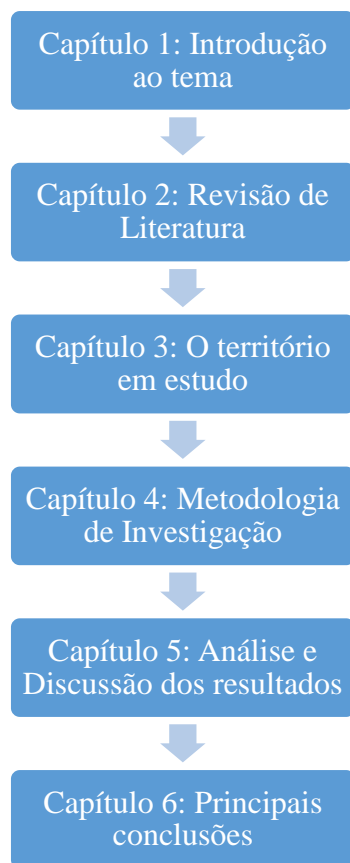 Capítulo 1: Introdução
ao tema
Capítulo 2: Revisão de
Literatura
Capítulo 3: O território
em estudo
Capítulo 4: Metodologia
de Investigação
Capítulo 5: Análise e
Discussão dos resultados
Capítulo 6: Principais
conclusões